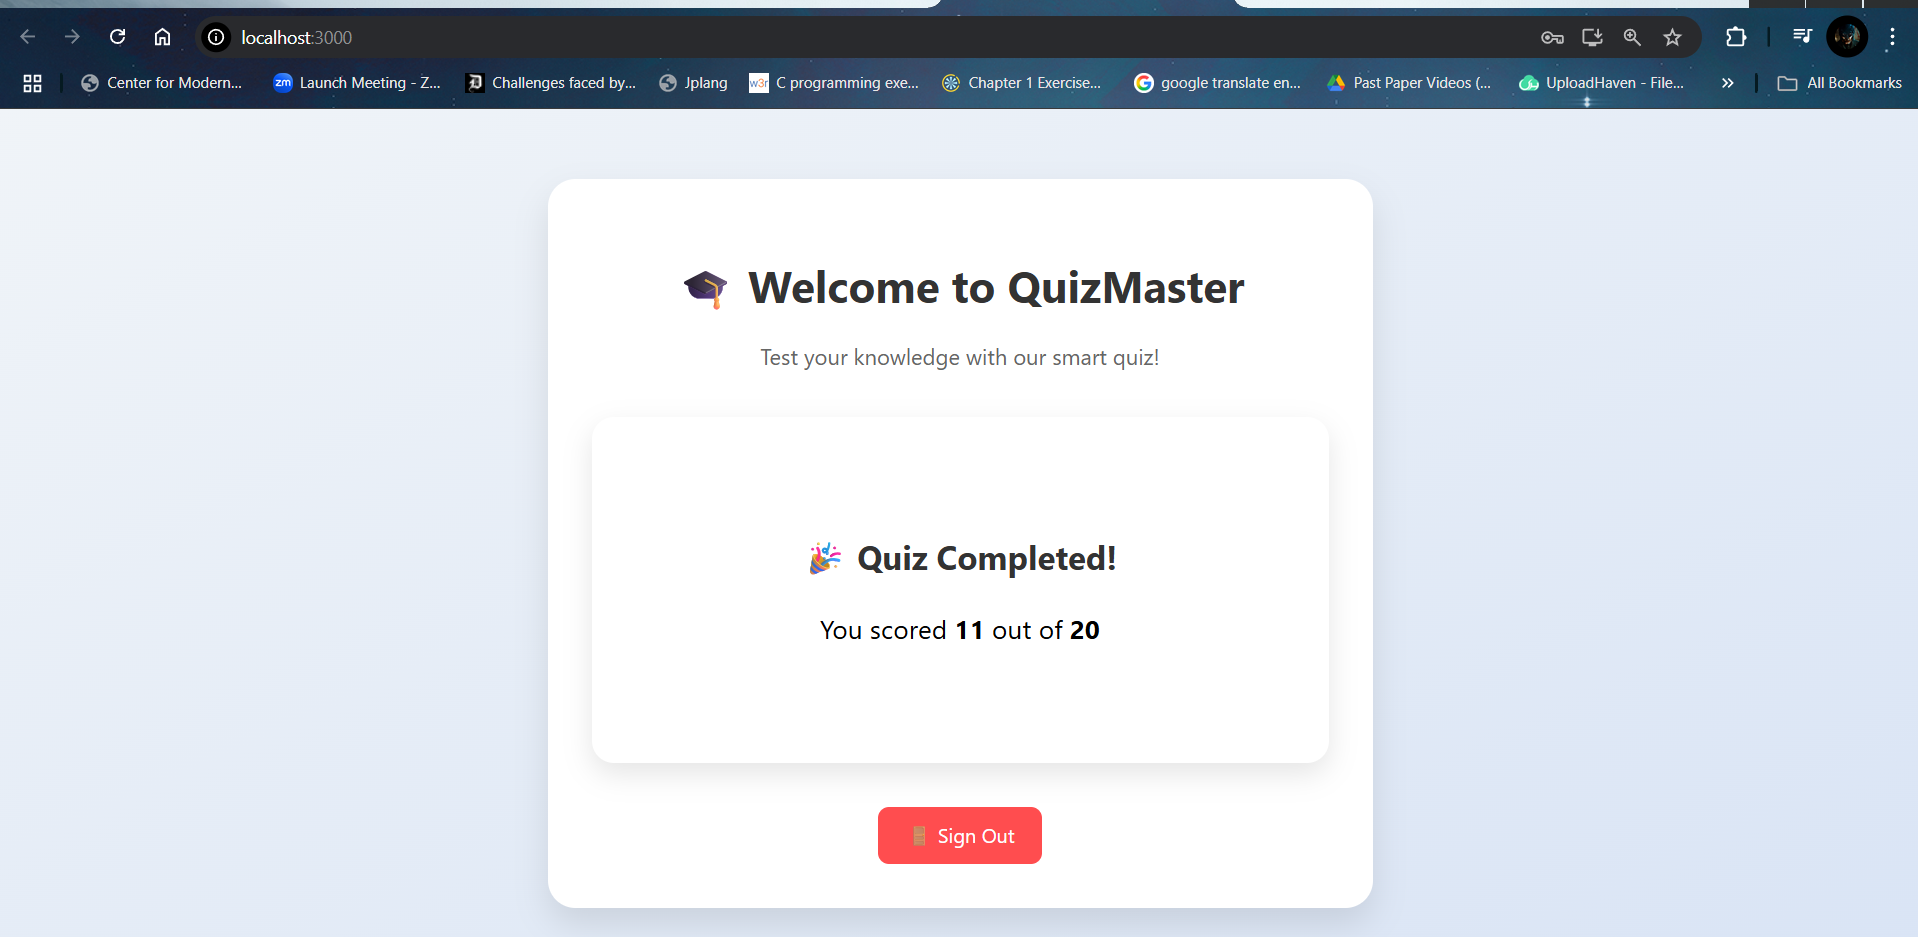 localhost:3000
Center for Modern...
zm
Launch Meeting - Z...
Challenges faced by...
Jplang
w3r
C programming exe...
Chapter 1 Exercise...
google translate en...
Past Paper Videos (...
UploadHaven - File...
»
All Bookmarks
🎓 Welcome to QuizMaster
Test your knowledge with our smart quiz!
🎉 Quiz Completed!
You scored 11 out of 20
🚪 Sign Out